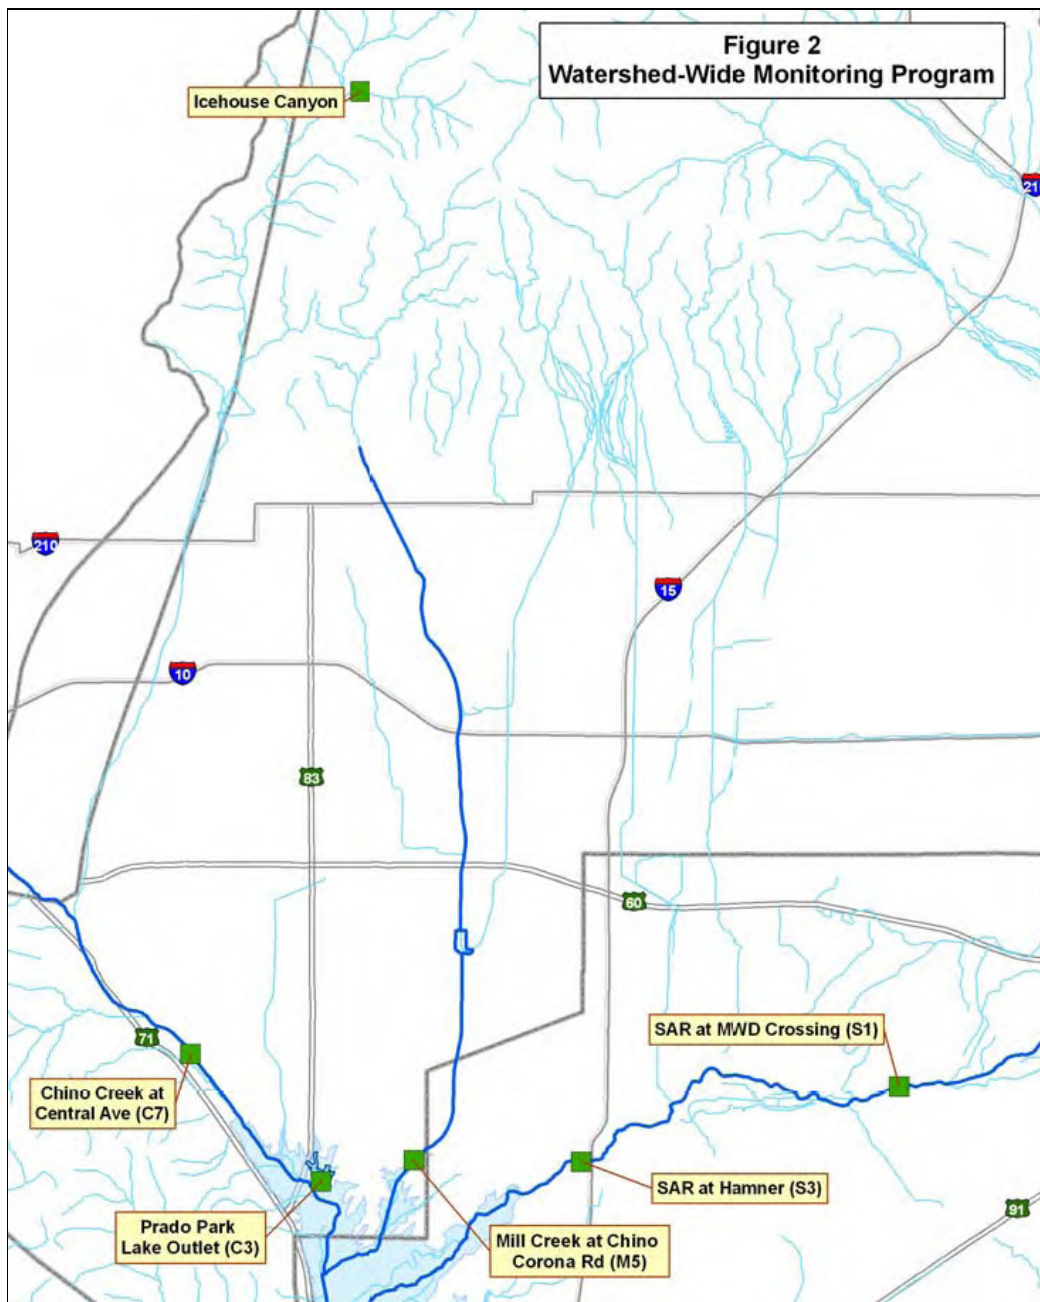 Figure 2
Watershed-Wide Monitoring Program
Icehouse Canyon
21
210
15
10
83
60
71
SAR at MWD Crossing (S1)
Chino Creek at
Central Ave (C7)
SAR at Hamner (S3)
91
Prado Park
Lake Outlet (C3)
Mill Creek at Chino
Corona Rd (M5)